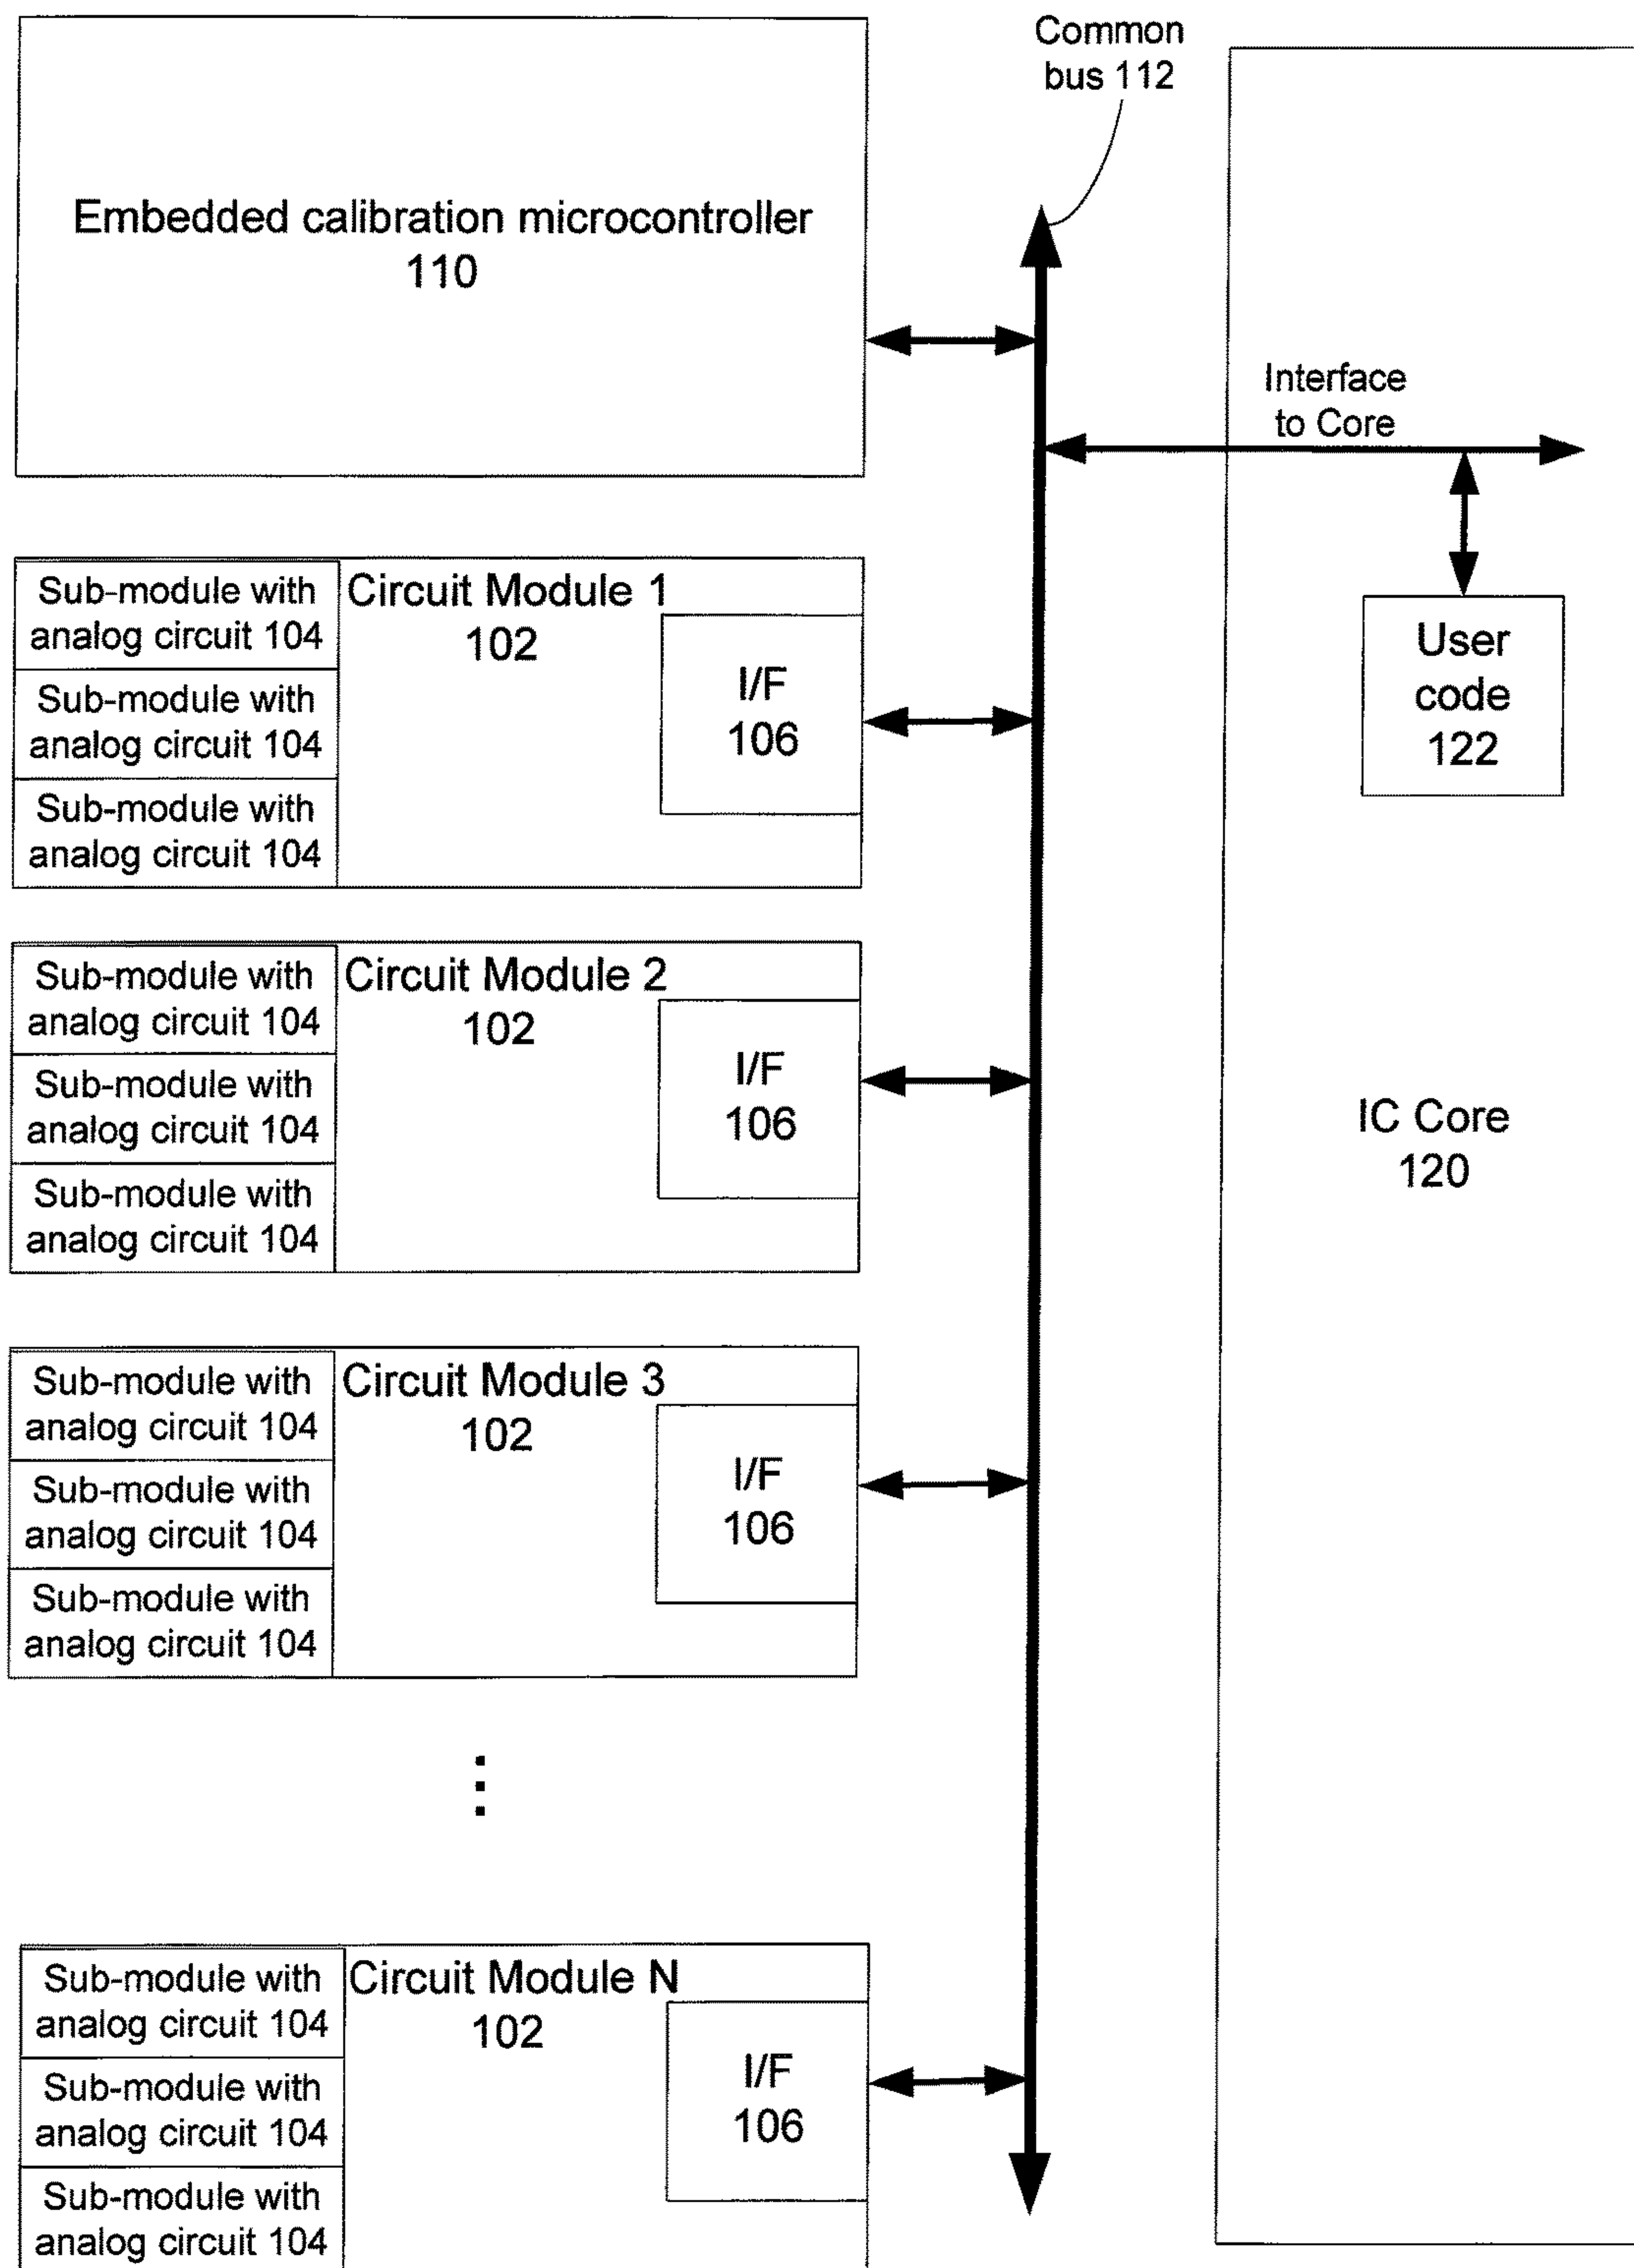 Common
bus 112
Embedded calibration microcontroller
110
Interface
to Core
User
code
122
Sub-module with
analog circuit 104
Sub-module with
analog circuit 104
Sub-module with
analog circuit 104
Circuit Module 1
102
I/F
106
Sub-module with
analog circuit 104
Sub-module with
analog circuit 104
Sub-module with
analog circuit 104
Circuit Module 2
102
I/F
106
IC Core
120
Sub-module with
analog circuit 104
Sub-module with
analog circuit 104
Sub-module with
analog circuit 104
Circuit Module 3
102
I/F
106
Sub-module with
analog circuit 104
Sub-module with
analog circuit 104
Sub-module with
analog circuit 104
Circuit Module N
102
I/F
106